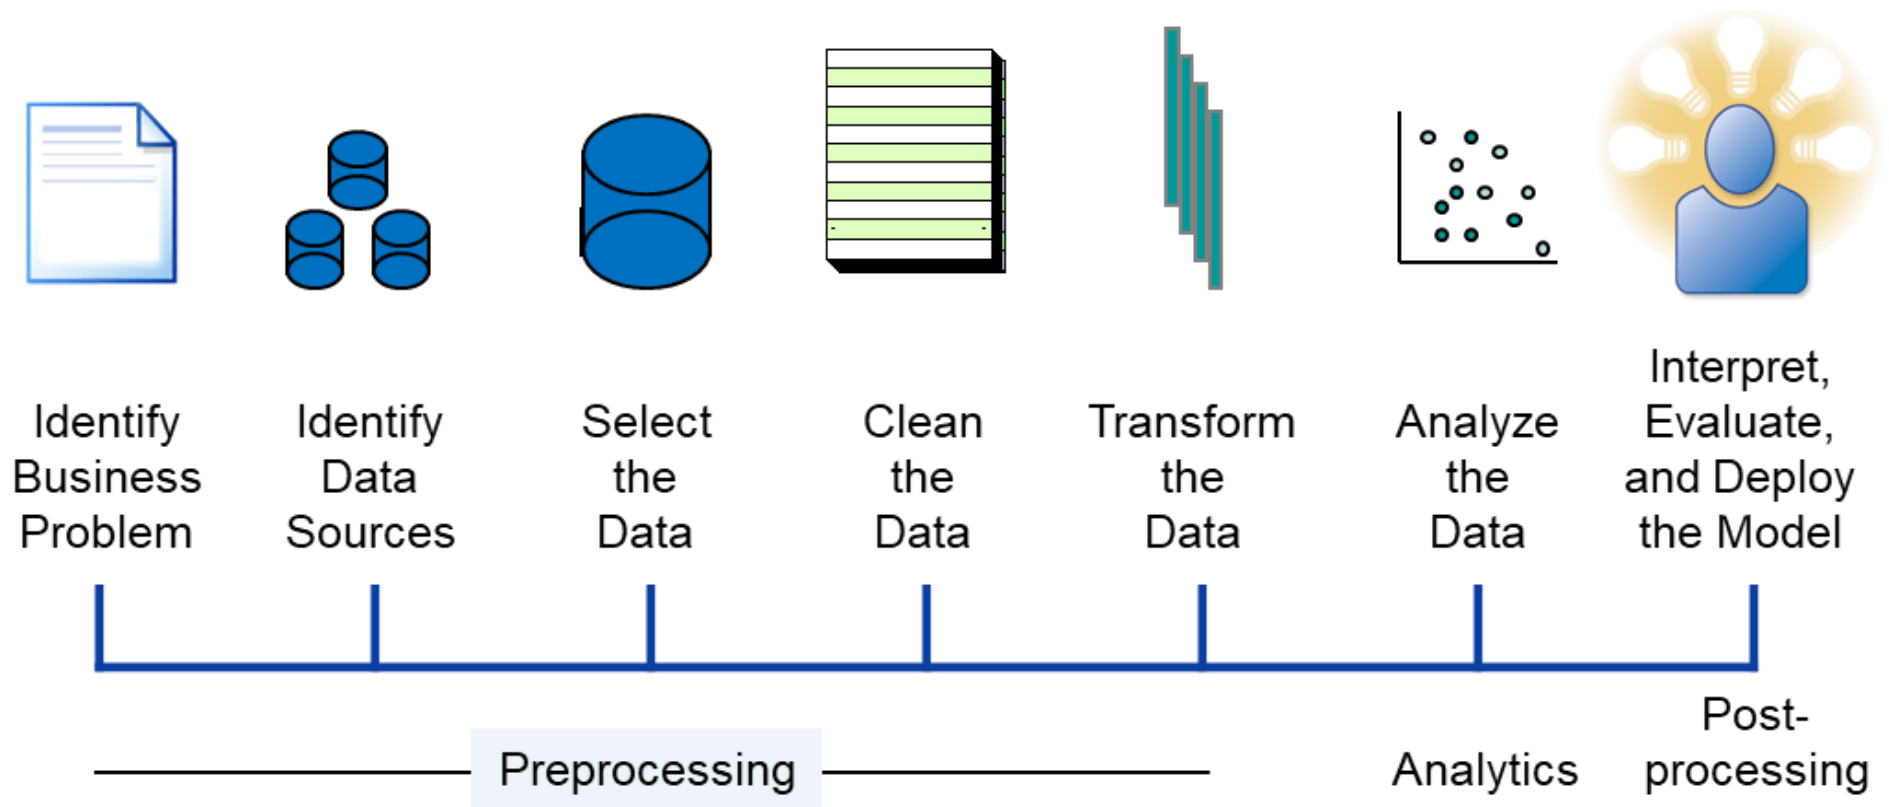 Identify
Business
Problem
Identify
Data
Sources
Select
the
Data
Clean
the
Data
Transform
the
Data
Analyze
the
Data
Interpret,
Evaluate,
and Deploy
the Model
Preprocessing
Analytics
Post-
processing